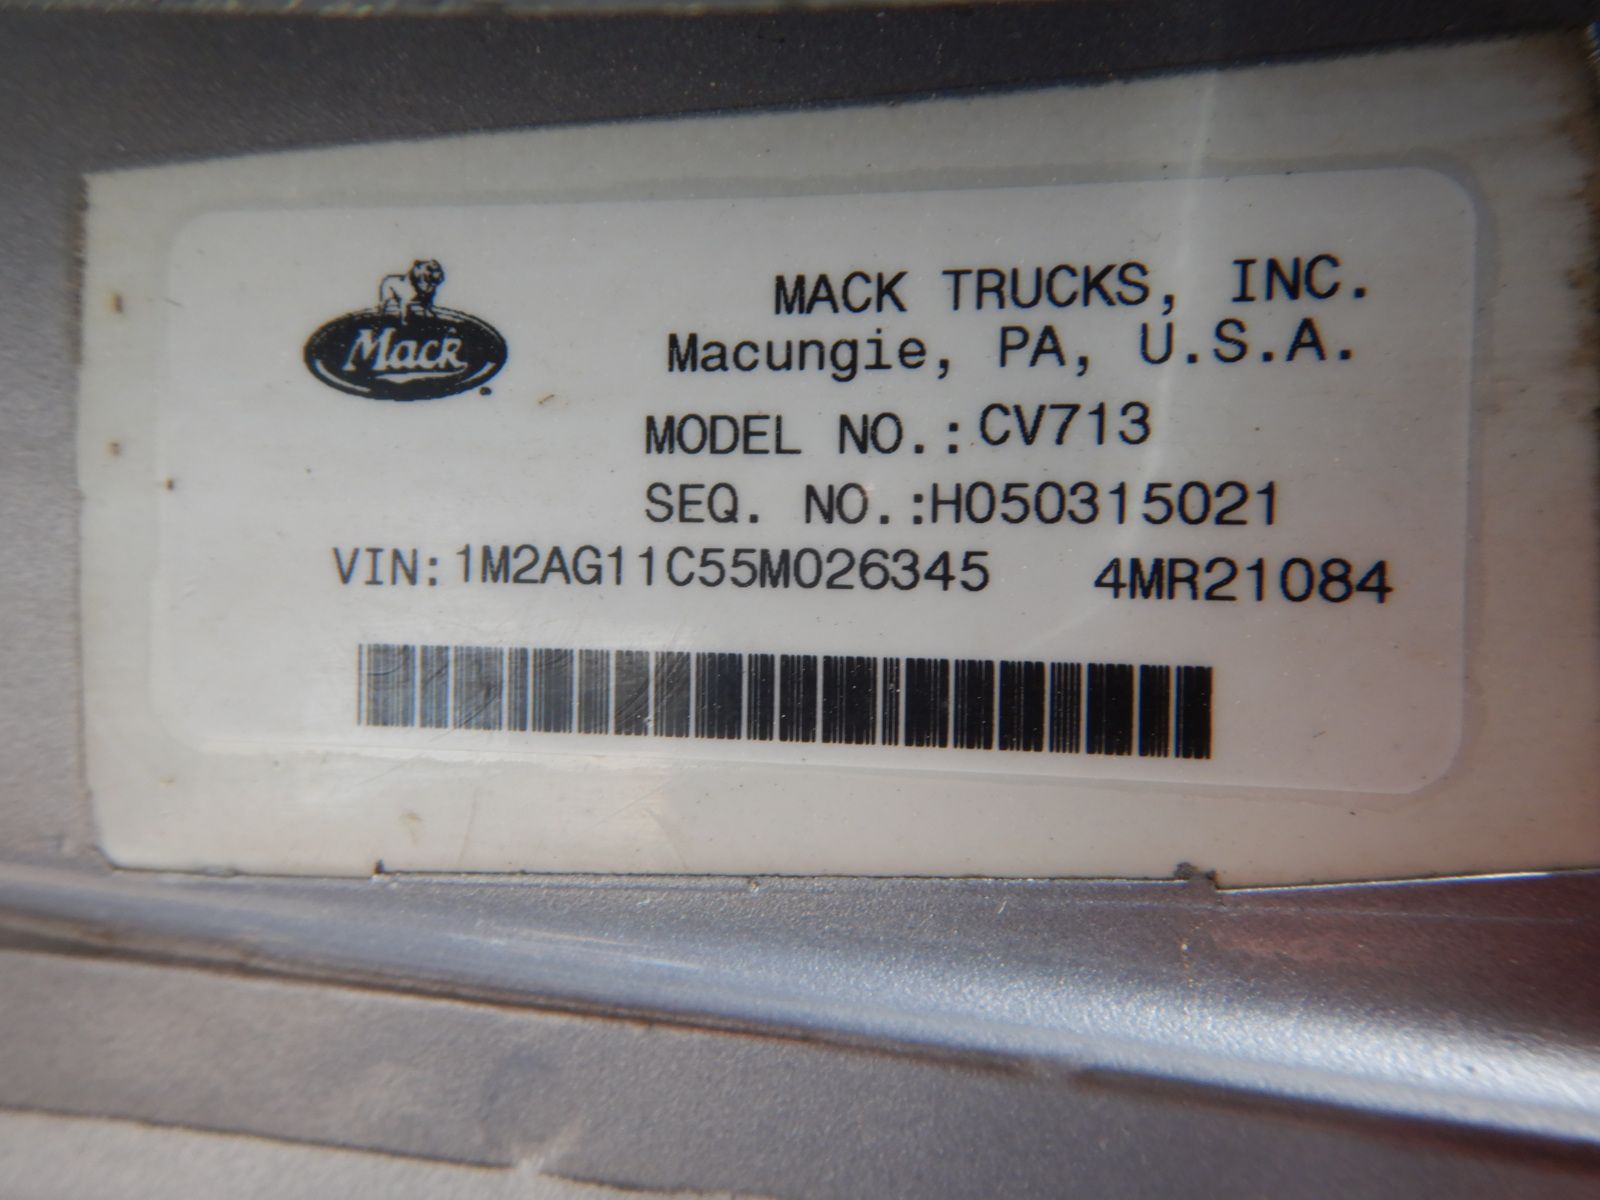 Mack
MACK TRUCKS, INC.
Macungie, PA, U.S.A.
MODEL NO.: CV713
SEQ. NO.:H050315021
VIN: 1M2AG11C55M026345 4MR21084